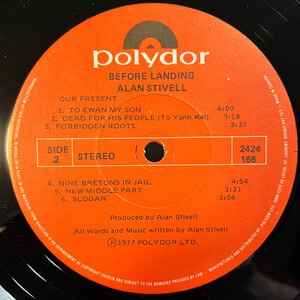 polydor
BEFORE LANDING
ALAN STIVELL
OUR PRESENT
1. TO EWAN MY SON 4:00
2. DEAD FOR HIS PEOPLE (To Yann Kel) 3:18
3. FORBIDDEN ROOTS 3:35
SIDE 2 STEREO 2424 166
4. NINE BRETONS IN JAIL 4:54
5. NEW MIDDLE PART 1:31
6. SLOGAN 3:04
Produced by Alan Stivell
All Words and Music written by Alan Stivell
Ⓟ 1977 POLYDOR LTD.